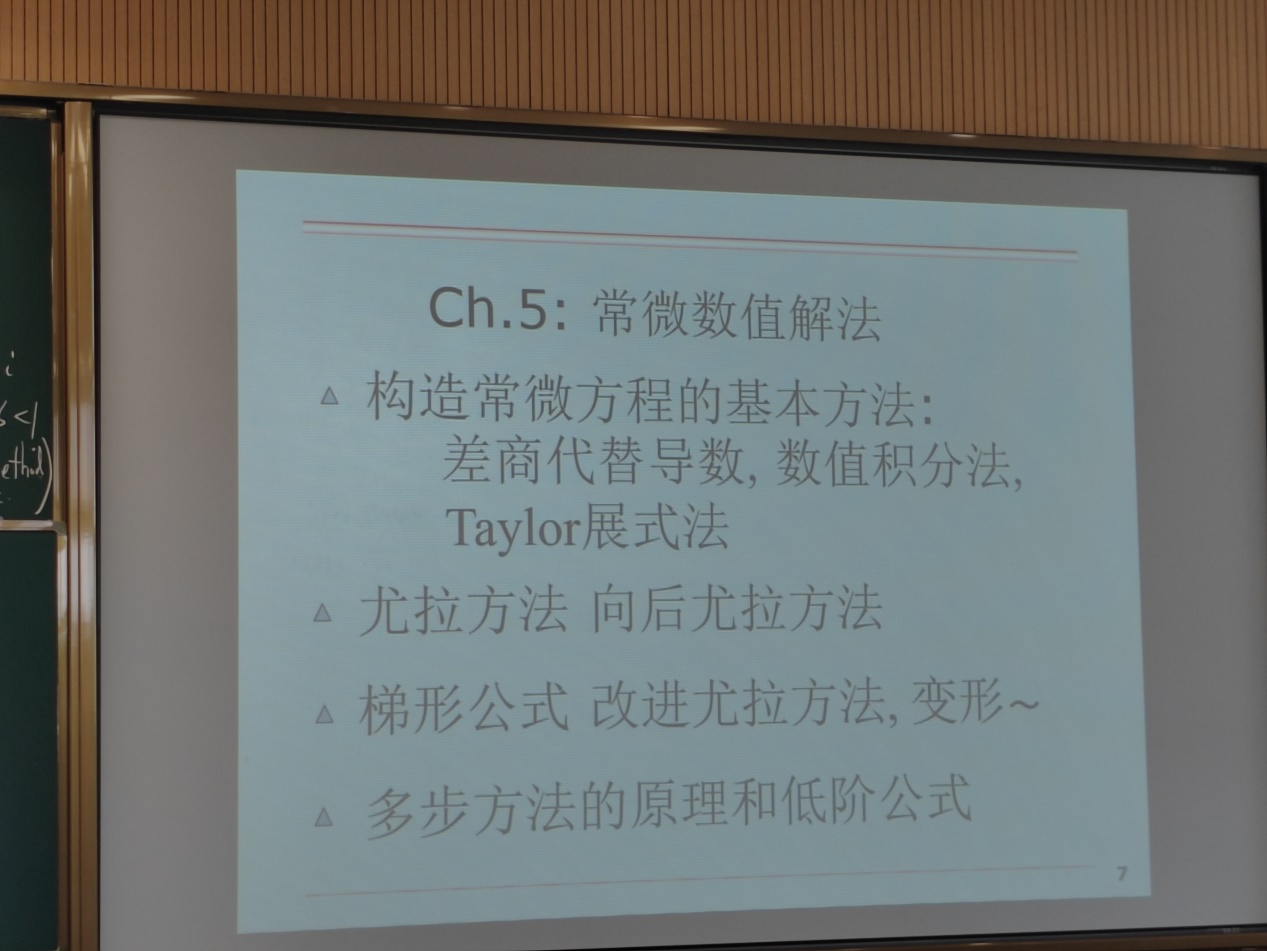 i
<1
ethod)
Ch.5: 常微数值解法
构造常微方程的基本方法:
差商代替导数, 数值积分法,
Taylor展式法
尤拉方法 向后尤拉方法
梯形公式 改进尤拉方法, 变形~
多步方法的原理和低阶公式
7